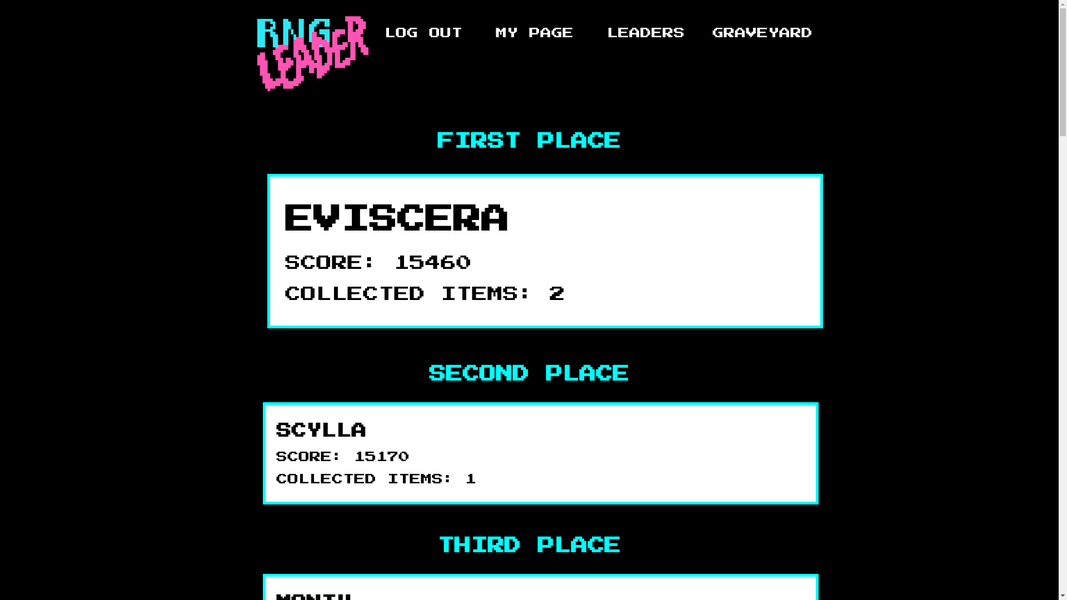 RNG
LEADER
LOG OUT MY PAGE LEADERS GRAVEYARD
FIRST PLACE
EVISCERA
SCORE: 15460
COLLECTED ITEMS: 2
SECOND PLACE
SCYLLA
SCORE: 15170
COLLECTED ITEMS: 1
THIRD PLACE